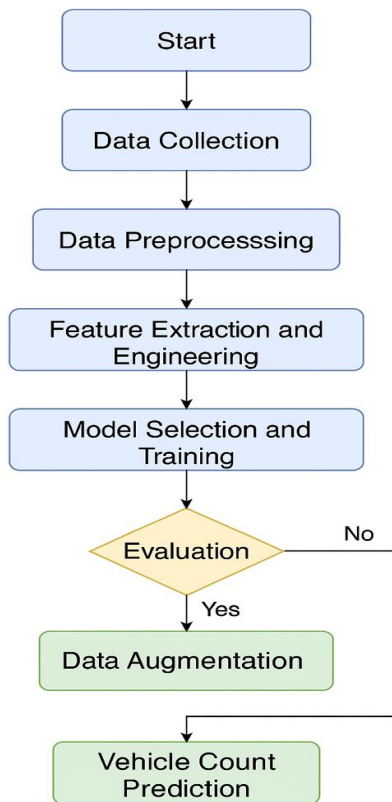 Start
Data Collection
Data Preprocesssing
Feature Extraction and
Engineering
Model Selection and
Training
Evaluation
No
Yes
Data Augmentation
Vehicle Count
Prediction